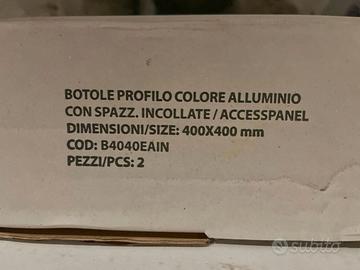 BOTOLE PROFILO COLORE ALLUMINIO
CON SPAZZ. INCOLLATE / ACCESSPANEL
DIMENSIONI/SIZE: 400X400 mm
COD: B4040EAIN
PEZZI/PCS: 2
subito